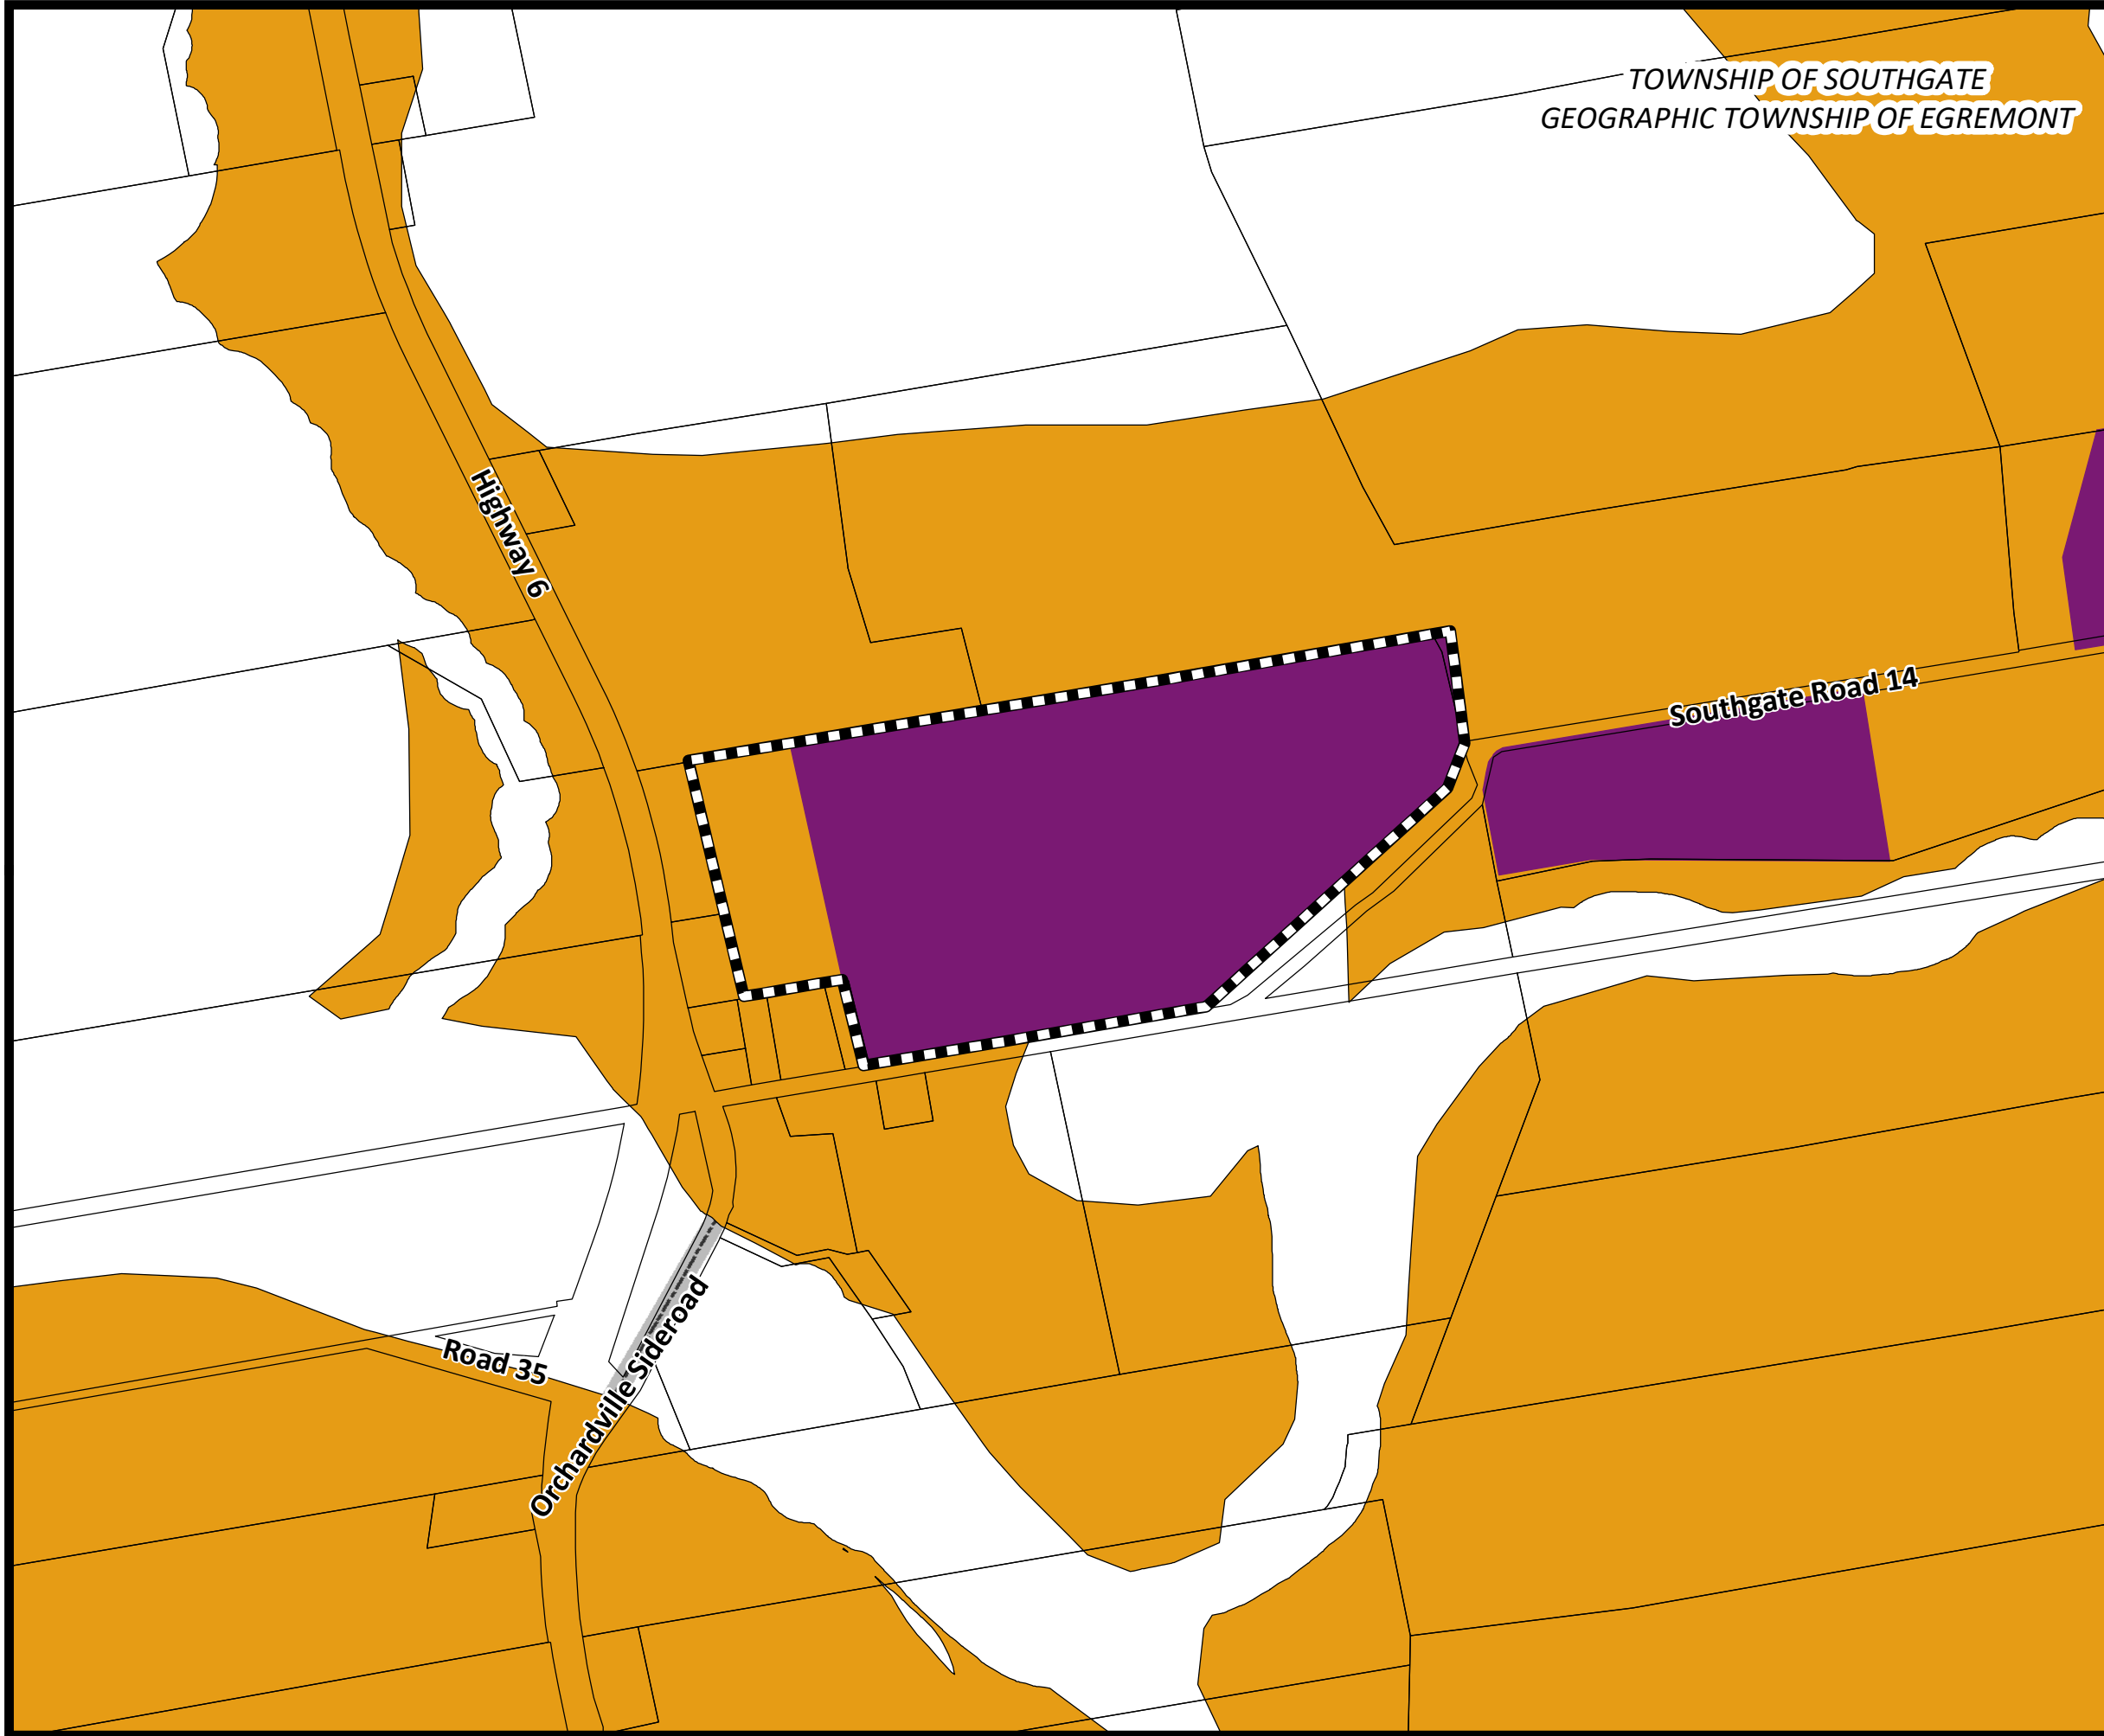 TOWNSHIP OF SOUTHGATE
GEOGRAPHIC TOWNSHIP OF EGREMONT
Highway 6
Southgate Road 14
Road 35
Orchardville Sideroad